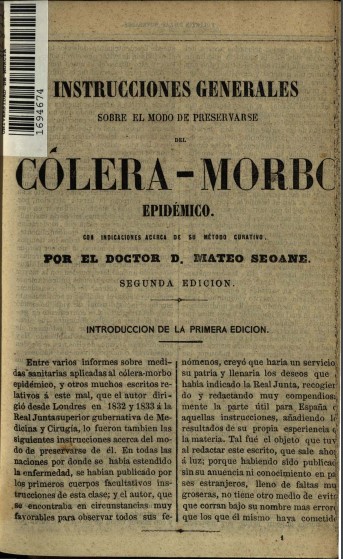 1694674
INSTRUCCIONES GENERALES
SOBRE EL MODO DE PRESERVARSE
DEL
CÓLERA-MORBO
EPIDÉMICO.
CON INDICACIONES ACERCA DE SU MÉTODO CURATIVO.
POR EL DOCTOR D. MATEO SEOANE.
SEGUNDA EDICION.
INTRODUCCION DE LA PRIMERA EDICION.
Entre varios informes sobre medi-
das sanitarias aplicadas al cólera-morbo
epidémico, y otros muchos escritos re-
lativos á este mal, que el autor diri-
gió desde Londres en 1832 y 1833 á la
Real Junta superior gubernativa de Me-
dicina y Cirugía, lo fueron tambien las
siguientes instrucciones acerca del mo-
do de preservarse de él. En todas las
naciones por donde se habia estendido
la enfermedad, se habian publicado por
los primeros cuerpos facultativos ins-
trucciones de esta clase; y el autor, que
se encontraba en circunstancias muy
favorables para observar todos sus fe-
nómenos, creyó que haria un servicio
su patria y llenaria los deseos que
habia indicado la Real Junta, recogien
do y redactando muy compendiosa
mente la parte útil para España
aquellas instrucciones, añadiendo l
resultados de su propia esperiencia
la materia. Tal fué el objeto que tuv
al redactar este escrito, que sale aho
á luz; porque habiendo sido publica
sin su anuencia ni conocimiento en pa
ses estranjeros, lleno de faltas mu
groseras, no tiene otro medio de evit
que corran bajo su nombre mas error
que los que él mismo haya cometid
1